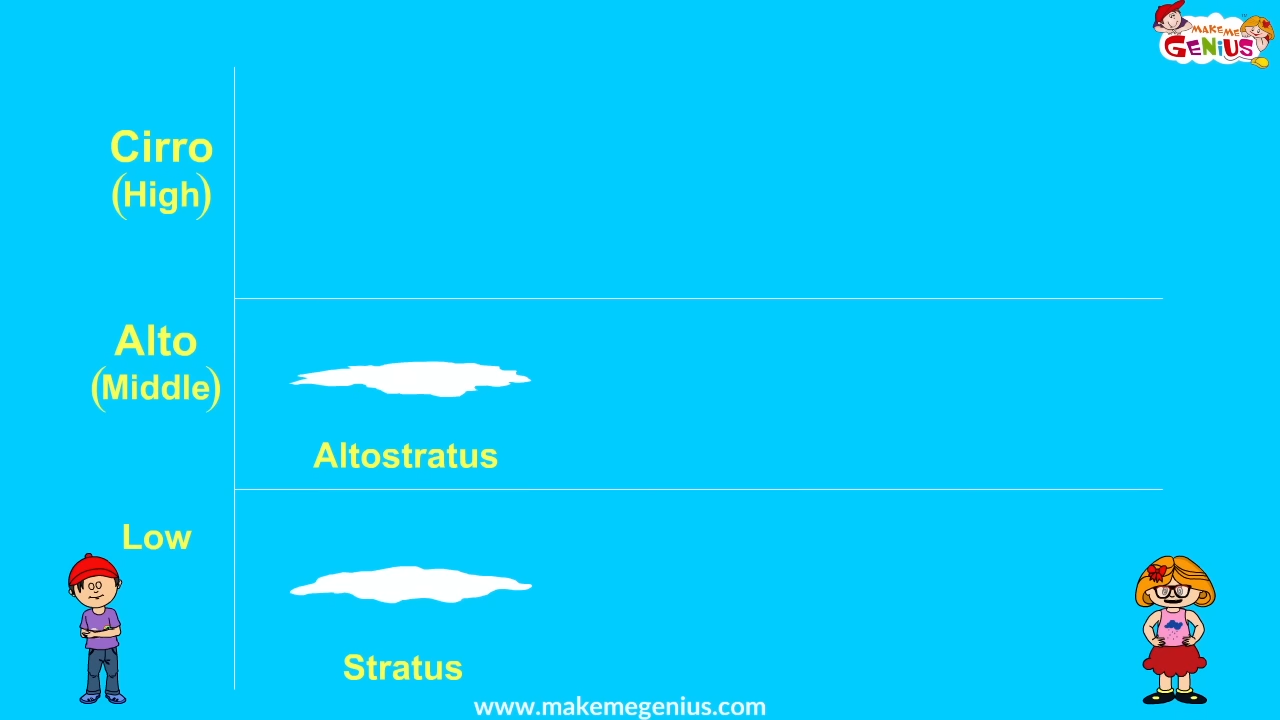 MAKE ME
GENiUS
Cirro
(High)
Alto
(Middle)
Altostratus
Low
Stratus
www.makemegenius.com